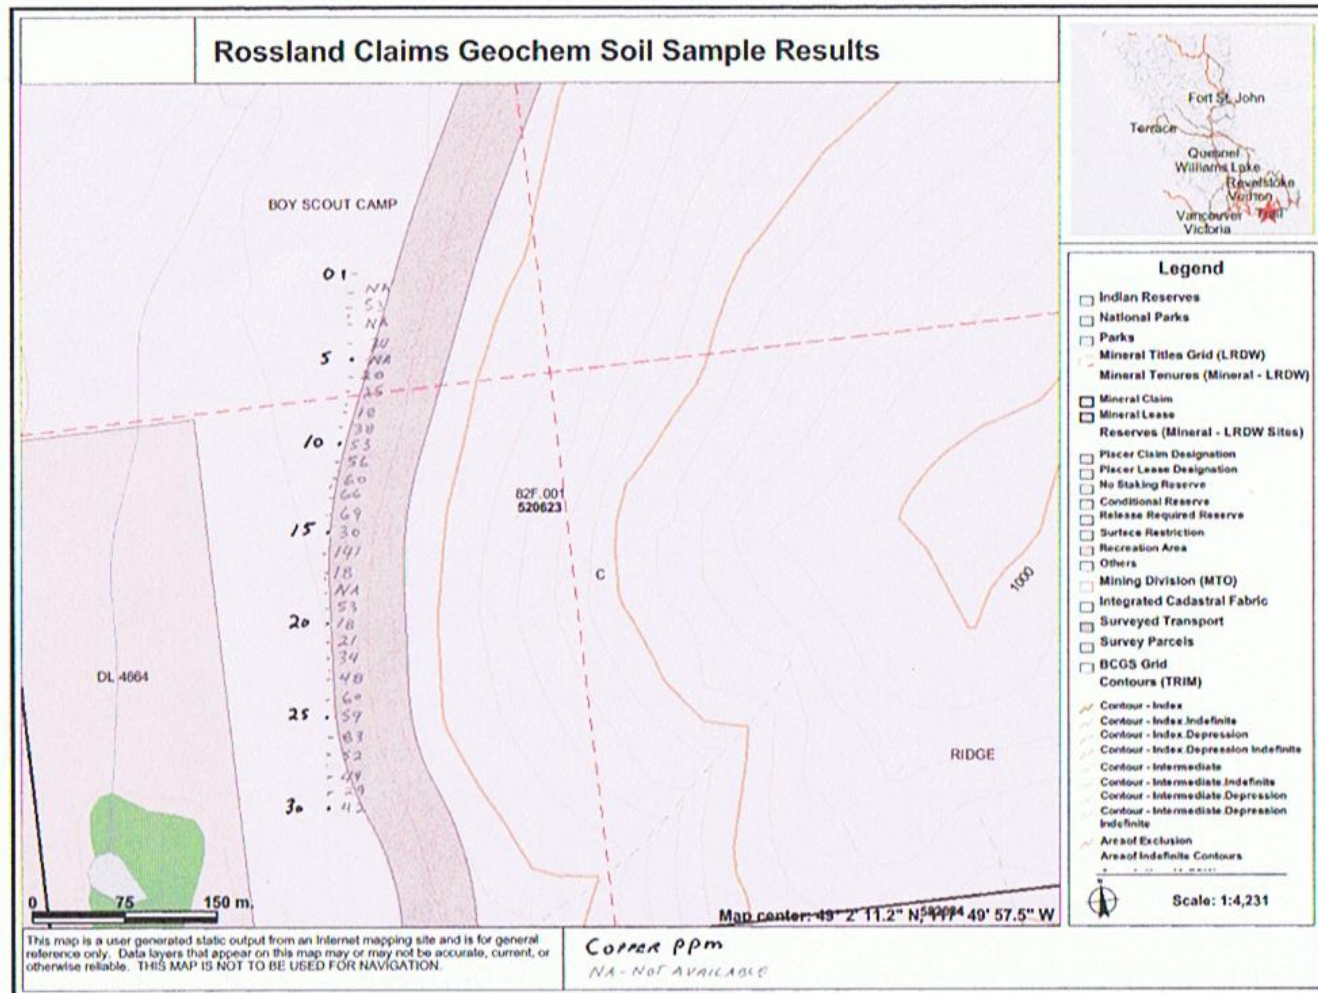 Rossland Claims Geochem Soil Sample Results
Fort St. John
Terrace
Quesnel
Williams Lake
Revelstoke
Vernon
Vancouver
Trail
Victoria
BOY SCOUT CAMP
01
NA
53
NA
5
NA
20
25
18
38
10
53
56
60
66
69
15
30
141
18
NA
53
20
18
21
34
48
60
25
59
83
52
49
29
30
42
82F.001
520623
C
1000
DL 4664
RIDGE
0 75 150 m.
Map center: 49° 2' 11.2" N, 117° 49' 57.5" W
Legend
Indian Reserves
National Parks
Parks
Mineral Titles Grid (LRDW)
Mineral Tenures (Mineral - LRDW)
Mineral Claim
Mineral Lease
Reserves (Mineral - LRDW Sites)
Placer Claim Designation
Placer Lease Designation
No Staking Reserve
Conditional Reserve
Release Required Reserve
Surface Restriction
Recreation Area
Others
Mining Division (MTO)
Integrated Cadastral Fabric
Surveyed Transport
Survey Parcels
BCGS Grid
Contours (TRIM)
Contour - Index
Contour - Index.Indefinite
Contour - Index.Depression
Contour - Index.Depression Indefinite
Contour - Intermediate
Contour - Intermediate.Indefinite
Contour - Intermediate.Depression
Contour - Intermediate.Depression
Indefinite
Area of Exclusion
Area of Indefinite Contours
Scale: 1:4,231
This map is a user generated static output from an Internet mapping site and is for general
reference only. Data layers that appear on this map may or may not be accurate, current, or
otherwise reliable. THIS MAP IS NOT TO BE USED FOR NAVIGATION.
COPPER PPM
NA - NOT AVAILABLE